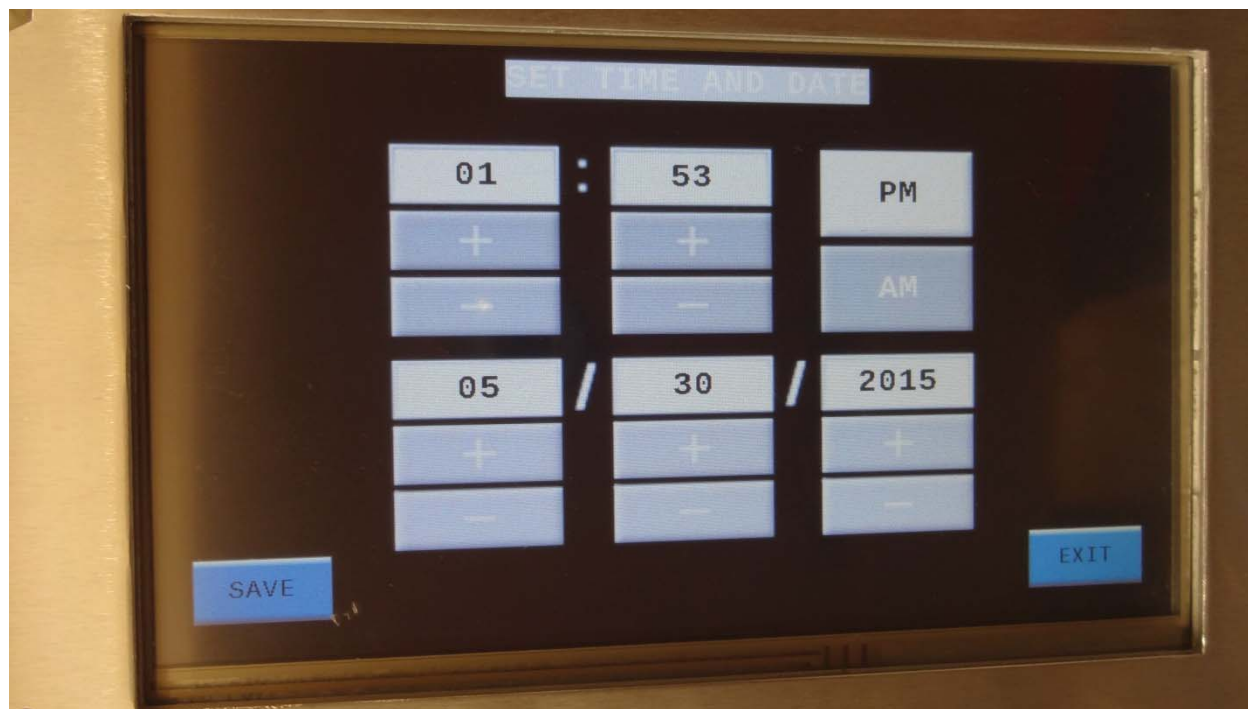 SET TIME AND DATE
01 : 53 PM
+ +
- - AM
05 / 30 / 2015
+ + +
- - -
SAVE EXIT